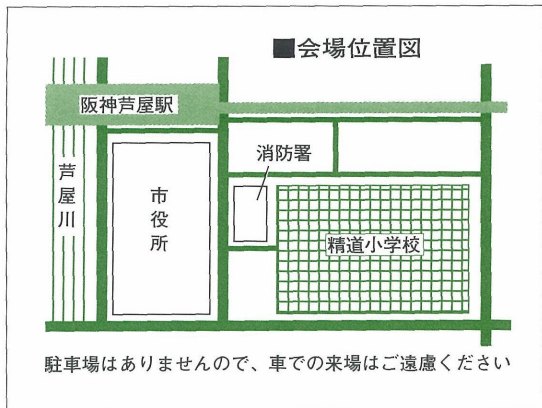 ■会場位置図
阪神芦屋駅
消防署
芦屋川
市役所
精道小学校
駐車場はありませんので、車での来場はご遠慮ください